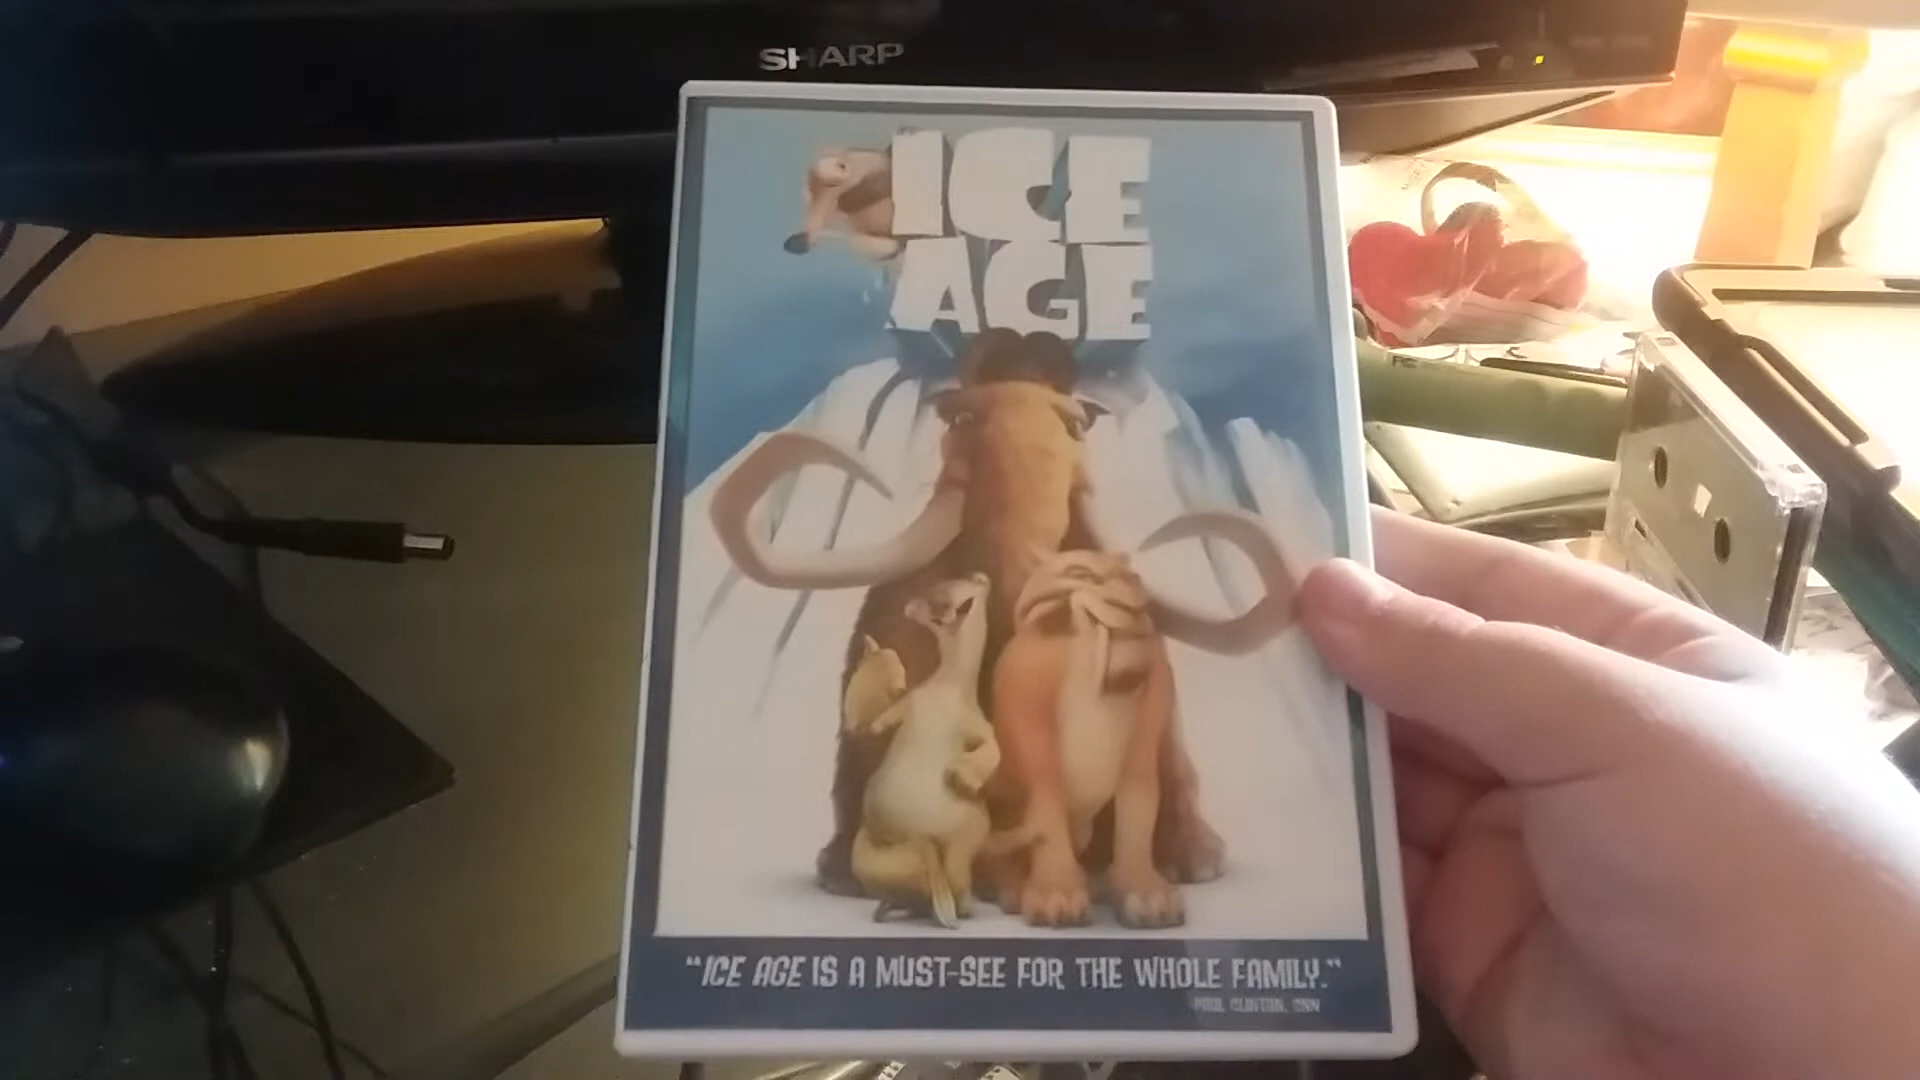 SHARP
ICE
AGE
"ICE AGE IS A MUST-SEE FOR THE WHOLE FAMILY."
PAUL CLINTON, CNN